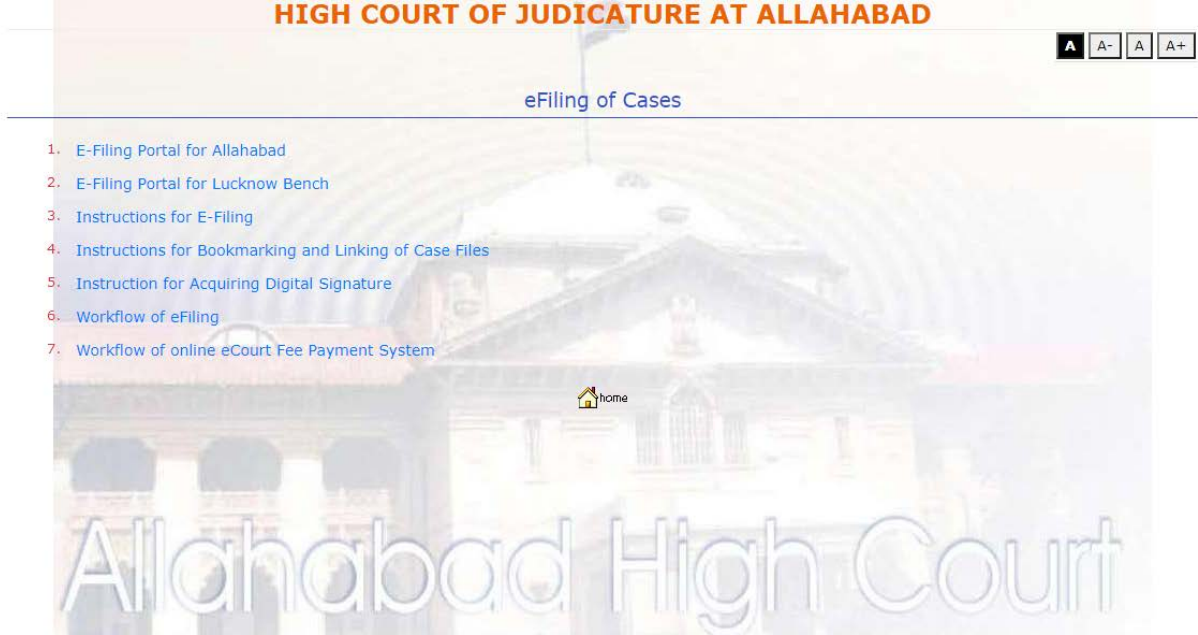 HIGH COURT OF JUDICATURE AT ALLAHABAD
A A- A A+
eFiling of Cases
1. E-Filing Portal for Allahabad
2. E-Filing Portal for Lucknow Bench
3. Instructions for E-Filing
4. Instructions for Bookmarking and Linking of Case Files
5. Instruction for Acquiring Digital Signature
6. Workflow of eFiling
7. Workflow of online eCourt Fee Payment System
home
Allahabad High Court